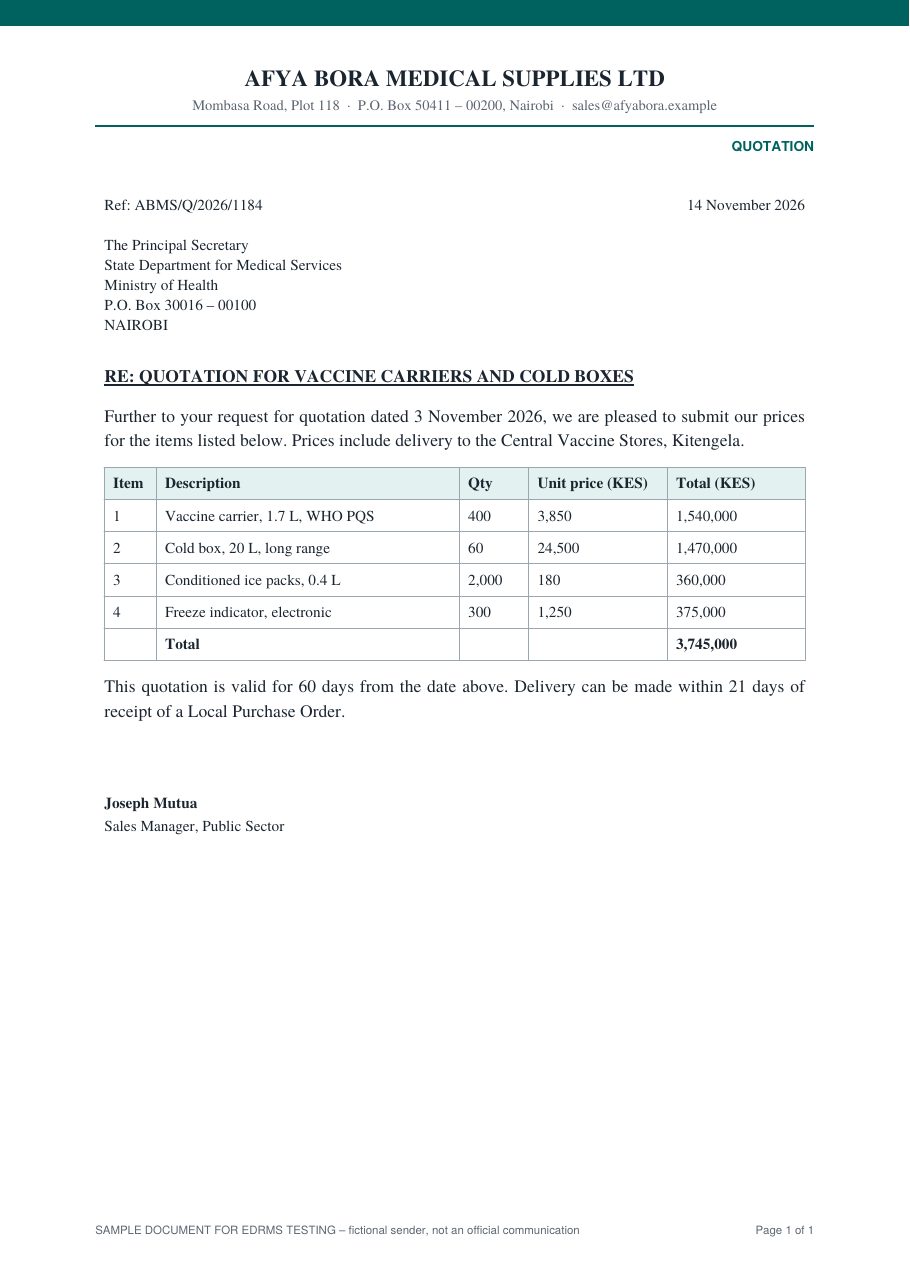 AFYA BORA MEDICAL SUPPLIES LTD
Mombasa Road, Plot 118 · P.O. Box 50411 – 00200, Nairobi · sales@afyabora.example
QUOTATION
Ref: ABMS/Q/2026/1184 14 November 2026
The Principal Secretary
State Department for Medical Services
Ministry of Health
P.O. Box 30016 – 00100
NAIROBI
RE: QUOTATION FOR VACCINE CARRIERS AND COLD BOXES
Further to your request for quotation dated 3 November 2026, we are pleased to submit our prices
for the items listed below. Prices include delivery to the Central Vaccine Stores, Kitengela.
Item Description Qty Unit price (KES) Total (KES)
1 Vaccine carrier, 1.7 L, WHO PQS 400 3,850 1,540,000
2 Cold box, 20 L, long range 60 24,500 1,470,000
3 Conditioned ice packs, 0.4 L 2,000 180 360,000
4 Freeze indicator, electronic 300 1,250 375,000
Total 3,745,000
This quotation is valid for 60 days from the date above. Delivery can be made within 21 days of
receipt of a Local Purchase Order.
Joseph Mutua
Sales Manager, Public Sector
SAMPLE DOCUMENT FOR EDRMS TESTING – fictional sender, not an official communication Page 1 of 1